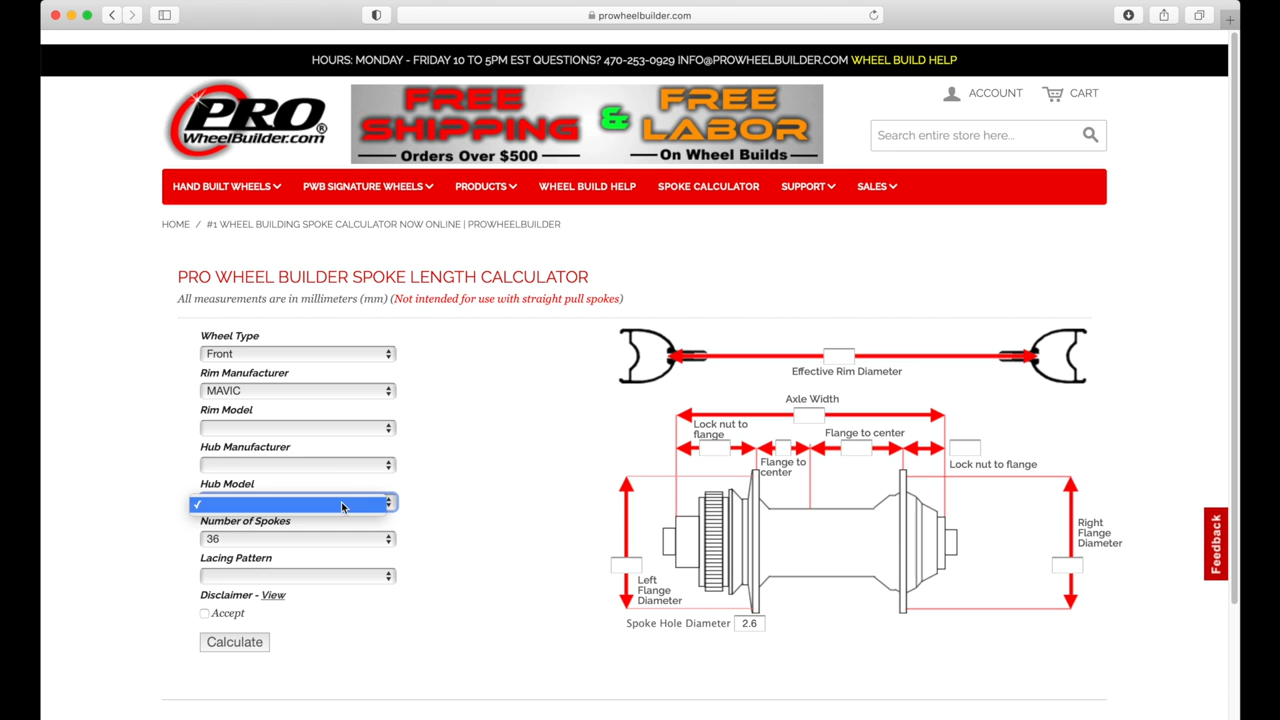 prowheelbuilder.com
HOURS: MONDAY - FRIDAY 10 TO 5PM EST QUESTIONS? 470-253-0929 INFO@PROWHEELBUILDER.COM WHEEL BUILD HELP
PRO
WheelBuilder.com®
FREE SHIPPING & FREE LABOR
Orders Over $500 On Wheel Builds
ACCOUNT CART
Search entire store here...
HAND BUILT WHEELS PWB SIGNATURE WHEELS PRODUCTS WHEEL BUILD HELP SPOKE CALCULATOR SUPPORT SALES
HOME / #1 WHEEL BUILDING SPOKE CALCULATOR NOW ONLINE | PROWHEELBUILDER
PRO WHEEL BUILDER SPOKE LENGTH CALCULATOR
All measurements are in millimeters (mm) (Not intended for use with straight pull spokes)
Wheel Type
Front
Rim Manufacturer
MAVIC
Rim Model
Hub Manufacturer
Hub Model
✓
Number of Spokes
36
Lacing Pattern
Disclaimer - View
Accept
Calculate
Effective Rim Diameter
Axle Width
Lock nut to
flange
Flange to center
Flange to
center
Lock nut to flange
Right
Flange
Diameter
Left
Flange
Diameter
Spoke Hole Diameter 2.6
Feedback